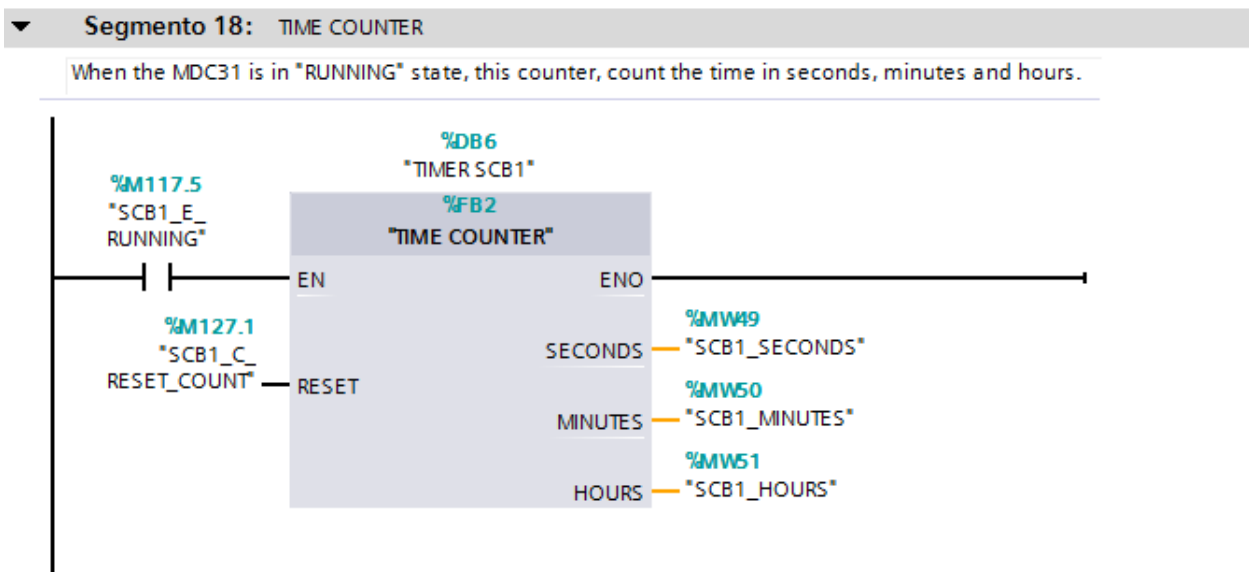 Segmento 18: TIME COUNTER
When the MDC31 is in "RUNNING" state, this counter, count the time in seconds, minutes and hours.
%DB6
"TIMER SCB1"
%M117.5
"SCB1_E_
RUNNING"
%FB2
"TIME COUNTER"
EN ENO
%M127.1
"SCB1_C_
RESET_COUNT"
RESET
SECONDS
%MW49
"SCB1_SECONDS"
MINUTES
%MW50
"SCB1_MINUTES"
HOURS
%MW51
"SCB1_HOURS"